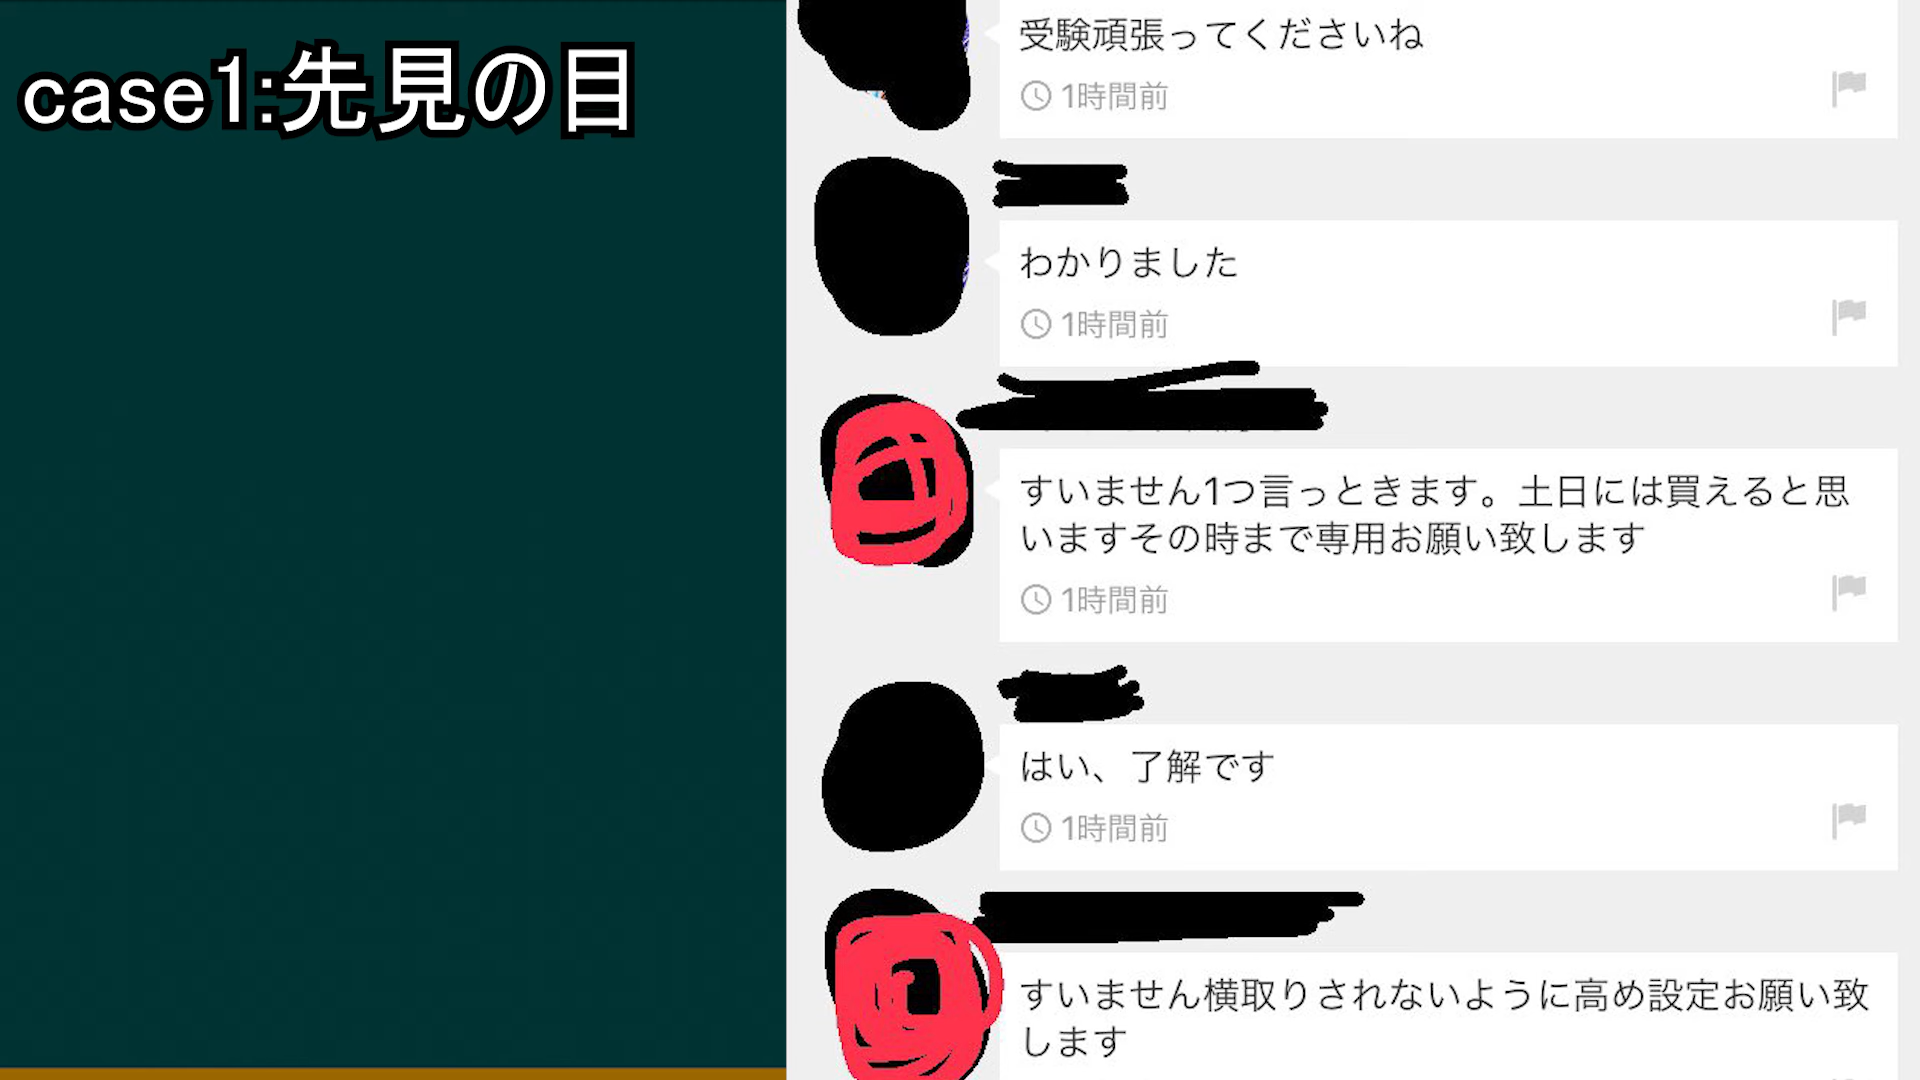 case1:先見の目
受験頑張ってくださいね
1時間前
わかりました
1時間前
すいません1つ言っときます。土日には買えると思
いますその時まで専用お願い致します
1時間前
はい、了解です
1時間前
すいません横取りされないように高め設定お願い致
します